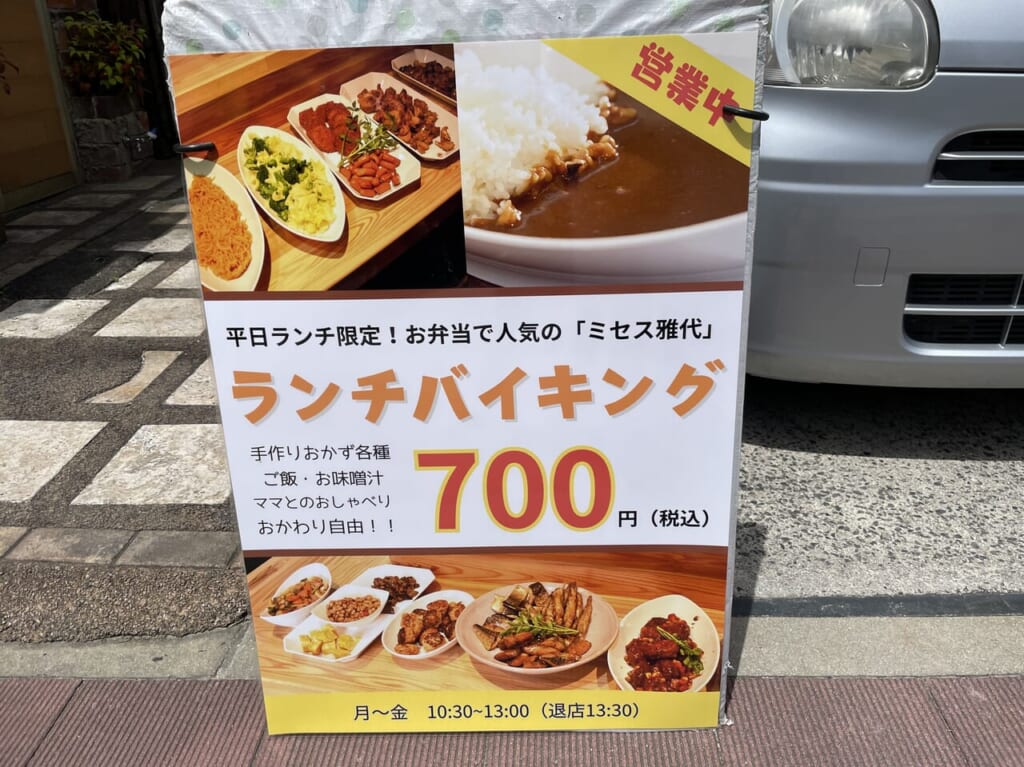 営業中
平日ランチ限定！お弁当で人気の「ミセス雅代」
ランチバイキング
手作りおかず各種
ご飯・お味噌汁
ママとのおしゃべり
おかわり自由！！
700円（税込）
月〜金 10:30~13:00（退店13:30）